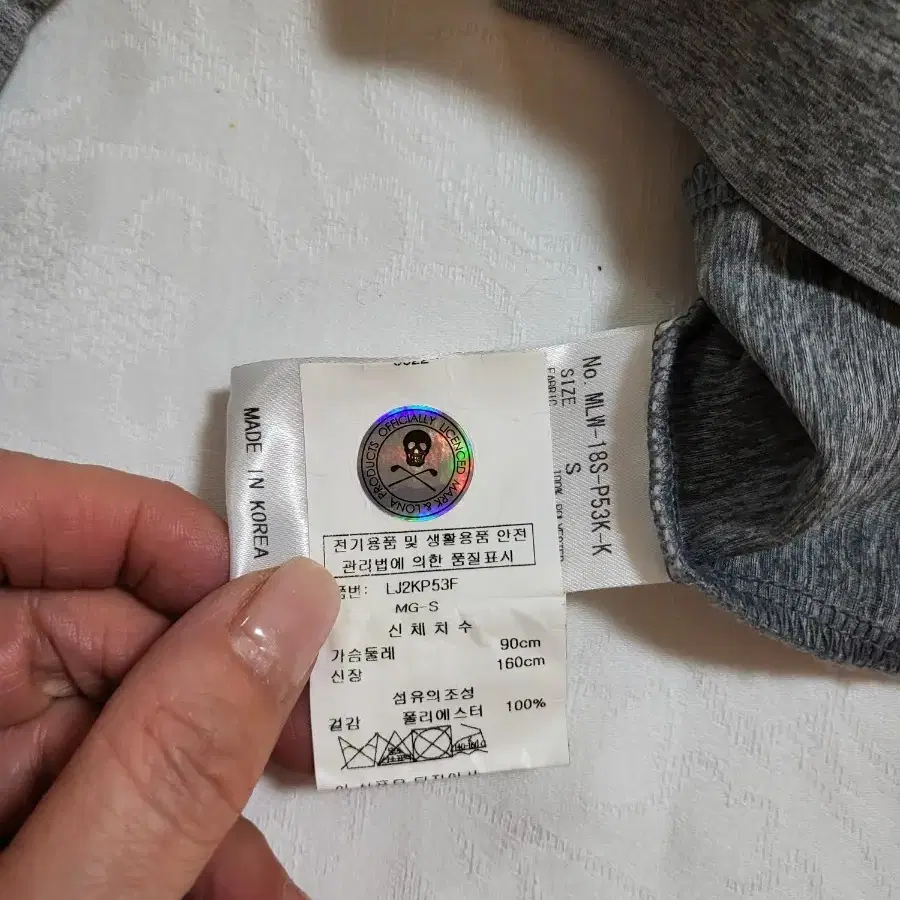 MADE IN KOREA
OFFICIALLY LICENCED
MARK&LONA PRODUCTS
전기용품 및 생활용품 안전
관리법에 의한 품질표시
LJ2KP53F
MG-S
신체치수
가슴둘레 90cm
신장 160cm
섬유의조성
겉감 폴리에스터 100%
No. MLW-18S-P53K-K
SIZE S
FABRIC 100%